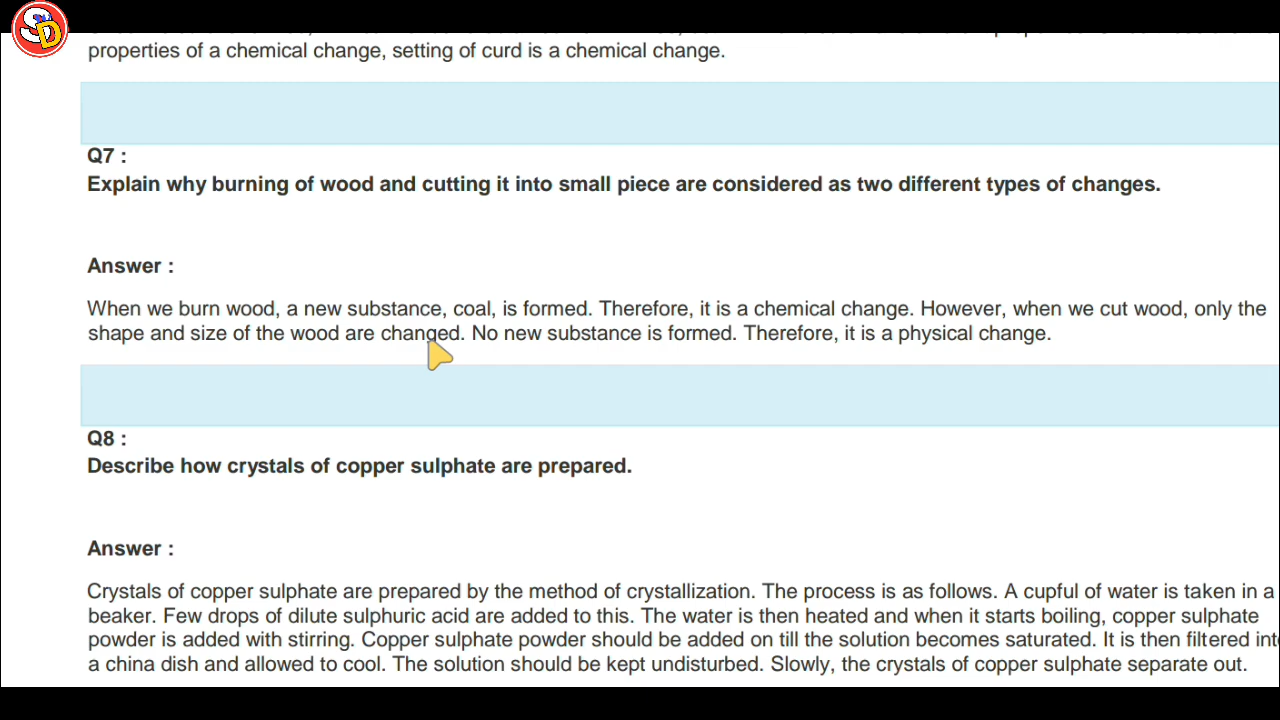 SD
properties of a chemical change, setting of curd is a chemical change.
Q7 :
Explain why burning of wood and cutting it into small piece are considered as two different types of changes.
Answer :
When we burn wood, a new substance, coal, is formed. Therefore, it is a chemical change. However, when we cut wood, only the
shape and size of the wood are changed. No new substance is formed. Therefore, it is a physical change.
Q8 :
Describe how crystals of copper sulphate are prepared.
Answer :
Crystals of copper sulphate are prepared by the method of crystallization. The process is as follows. A cupful of water is taken in a
beaker. Few drops of dilute sulphuric acid are added to this. The water is then heated and when it starts boiling, copper sulphate
powder is added with stirring. Copper sulphate powder should be added on till the solution becomes saturated. It is then filtered int
a china dish and allowed to cool. The solution should be kept undisturbed. Slowly, the crystals of copper sulphate separate out.